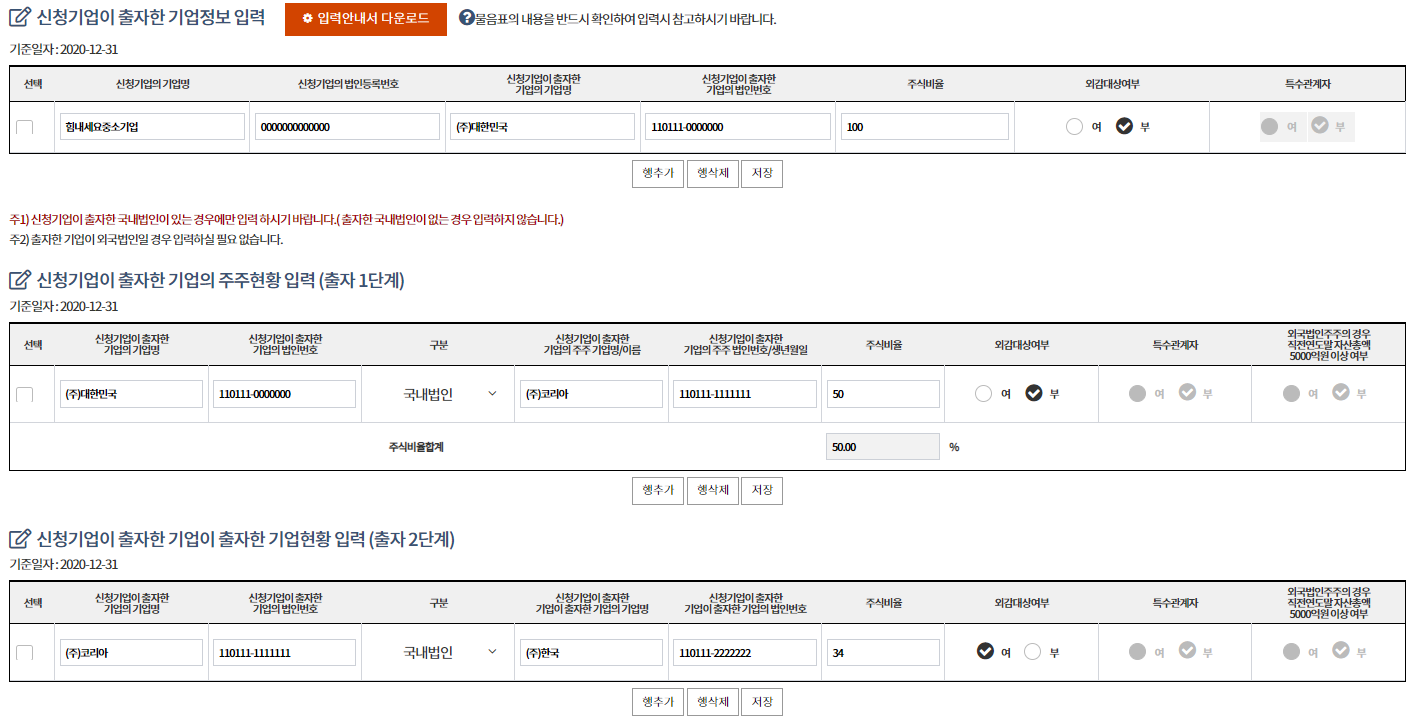 신청기업이 출자한 기업정보 입력 입력안내서 다운로드 ?물음표의 내용을 반드시 확인하여 입력시 참고하시기 바랍니다.
기준일자 : 2020-12-31
선택 신청기업의 기업명 신청기업의 법인등록번호 신청기업이 출자한 기업의 기업명 신청기업이 출자한 기업의 법인번호 주식비율 외감대상여부 특수관계자
힘내세요중소기업 0000000000000 (주)대한민국 110111-0000000 100 여 부 여 부
행추가 행삭제 저장
주1) 신청기업이 출자한 국내법인이 있는 경우에만 입력 하시기 바랍니다.( 출자한 국내법인이 없는 경우 입력하지 않습니다.)
주2) 출자한 기업이 외국법인일 경우 입력하실 필요 없습니다.
신청기업이 출자한 기업의 주주현황 입력 (출자 1단계)
기준일자 : 2020-12-31
선택 신청기업이 출자한 기업의 기업명 신청기업이 출자한 기업의 법인번호 구분 신청기업이 출자한 기업의 주주 기업명/이름 신청기업이 출자한 기업의 주주 법인번호/생년월일 주식비율 외감대상여부 특수관계자 외국법인주주의 경우 직전연도말 자산총액 5000억원 이상 여부
(주)대한민국 110111-0000000 국내법인 (주)코리아 110111-1111111 50 여 부 여 부 여 부
주식비율합계 50.00 %
행추가 행삭제 저장
신청기업이 출자한 기업이 출자한 기업현황 입력 (출자 2단계)
기준일자 : 2020-12-31
선택 신청기업이 출자한 기업의 기업명 신청기업이 출자한 기업의 법인번호 구분 신청기업이 출자한 기업이 출자한 기업의 기업명 신청기업이 출자한 기업이 출자한 기업의 법인번호 주식비율 외감대상여부 특수관계자 외국법인주주의 경우 직전연도말 자산총액 5000억원 이상 여부
(주)코리아 110111-1111111 국내법인 (주)한국 110111-2222222 34 여 부 여 부 여 부
행추가 행삭제 저장